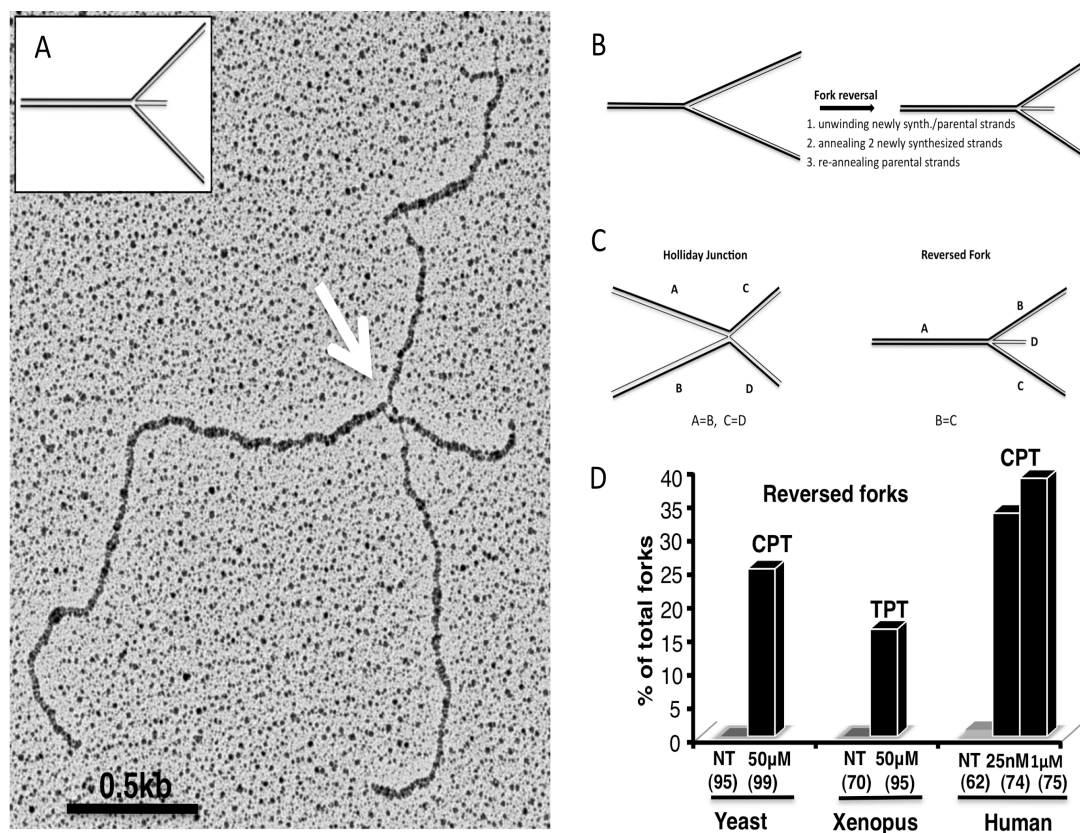 A
0.5kb
B
Fork reversal
1. unwinding newly synth./parental strands
2. annealing 2 newly synthesized strands
3. re-annealing parental strands
C
Holliday Junction
Reversed Fork
A
C
B
D
A=B, C=D
A
B
D
C
B=C
D
Reversed forks
% of total forks
40
35
30
25
20
15
10
5
0
CPT
TPT
CPT
NT 50µM NT 50µM NT 25nM 1µM
(95) (99) (70) (95) (62) (74) (75)
Yeast Xenopus Human